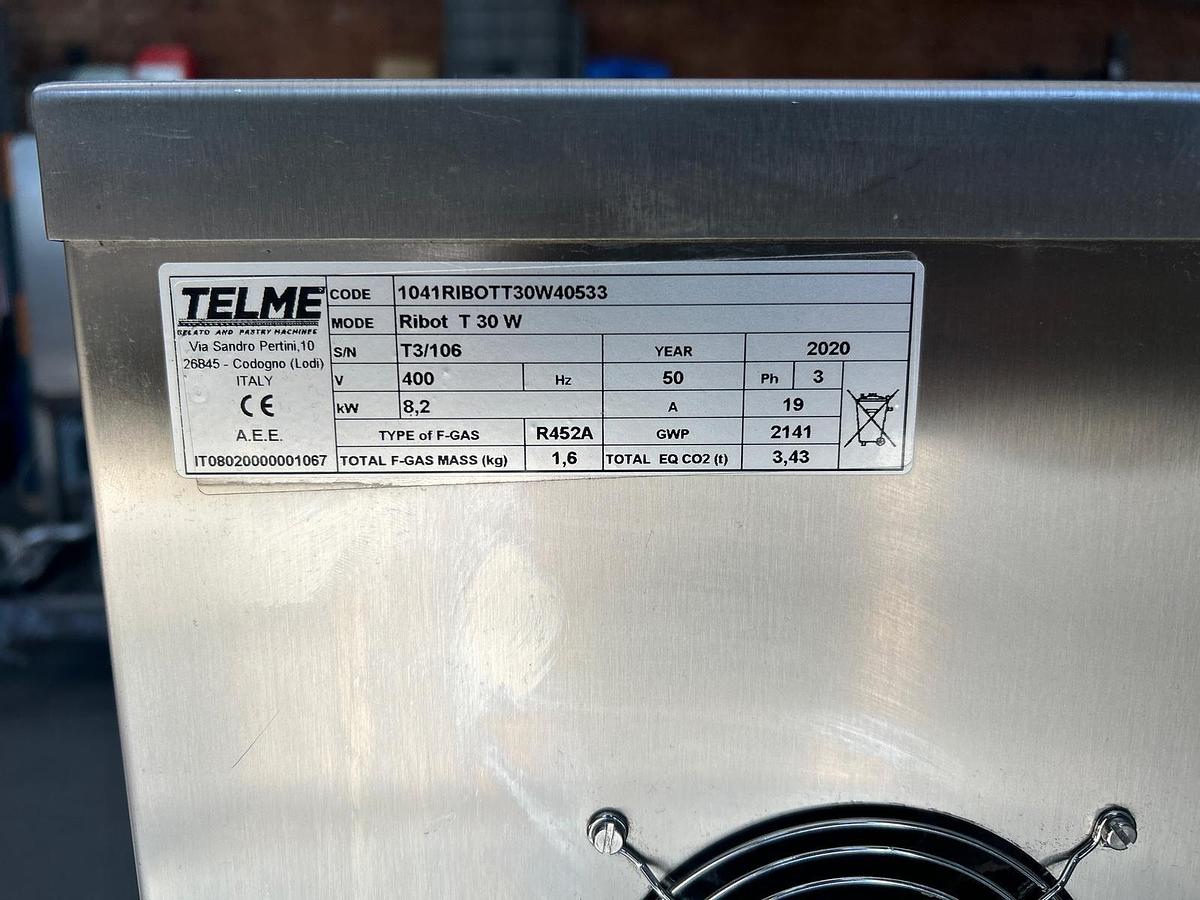 TELME
GELATO AND PASTRY MACHINES
Via Sandro Pertini,10
26845 - Codogno (Lodi)
ITALY
CE
A.E.E.
IT08020000001067
CODE 1041RIBOTT30W40533
MODE Ribot T 30 W
S/N T3/106 YEAR 2020
V 400 Hz 50 Ph 3
kW 8,2 A 19
TYPE of F-GAS R452A GWP 2141
TOTAL F-GAS MASS (kg) 1,6 TOTAL EQ CO2 (t) 3,43